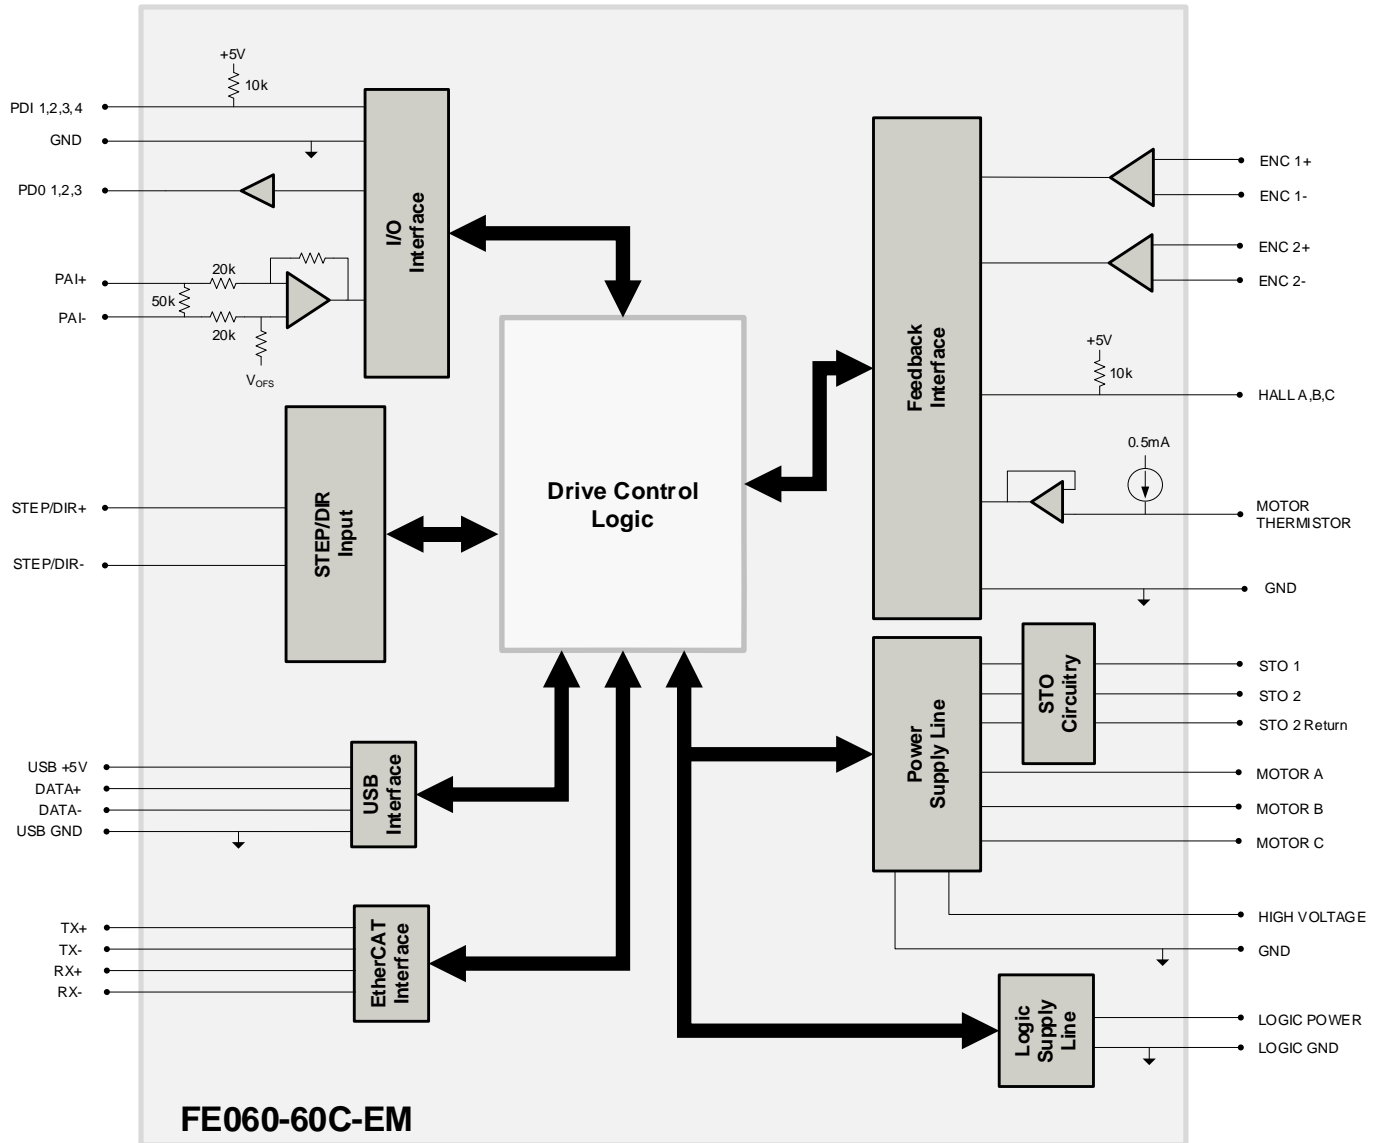 +5V
10k
PDI 1,2,3,4
GND
PD0 1,2,3
PAI+
20k
50k
PAI-
20k
VOFS
I/O
Interface
STEP/DIR+
STEP/DIR-
STEP/DIR
Input
Drive Control
Logic
Feedback
Interface
ENC 1+
ENC 1-
ENC 2+
ENC 2-
+5V
10k
HALL A,B,C
0.5mA
MOTOR
THERMISTOR
GND
Power
Supply Line
STO
Circuitry
STO 1
STO 2
STO 2 Return
MOTOR A
MOTOR B
MOTOR C
HIGH VOLTAGE
GND
USB +5V
DATA+
DATA-
USB GND
USB
Interface
TX+
TX-
RX+
RX-
EtherCAT
Interface
Logic
Supply
Line
LOGIC POWER
LOGIC GND
FE060-60C-EM